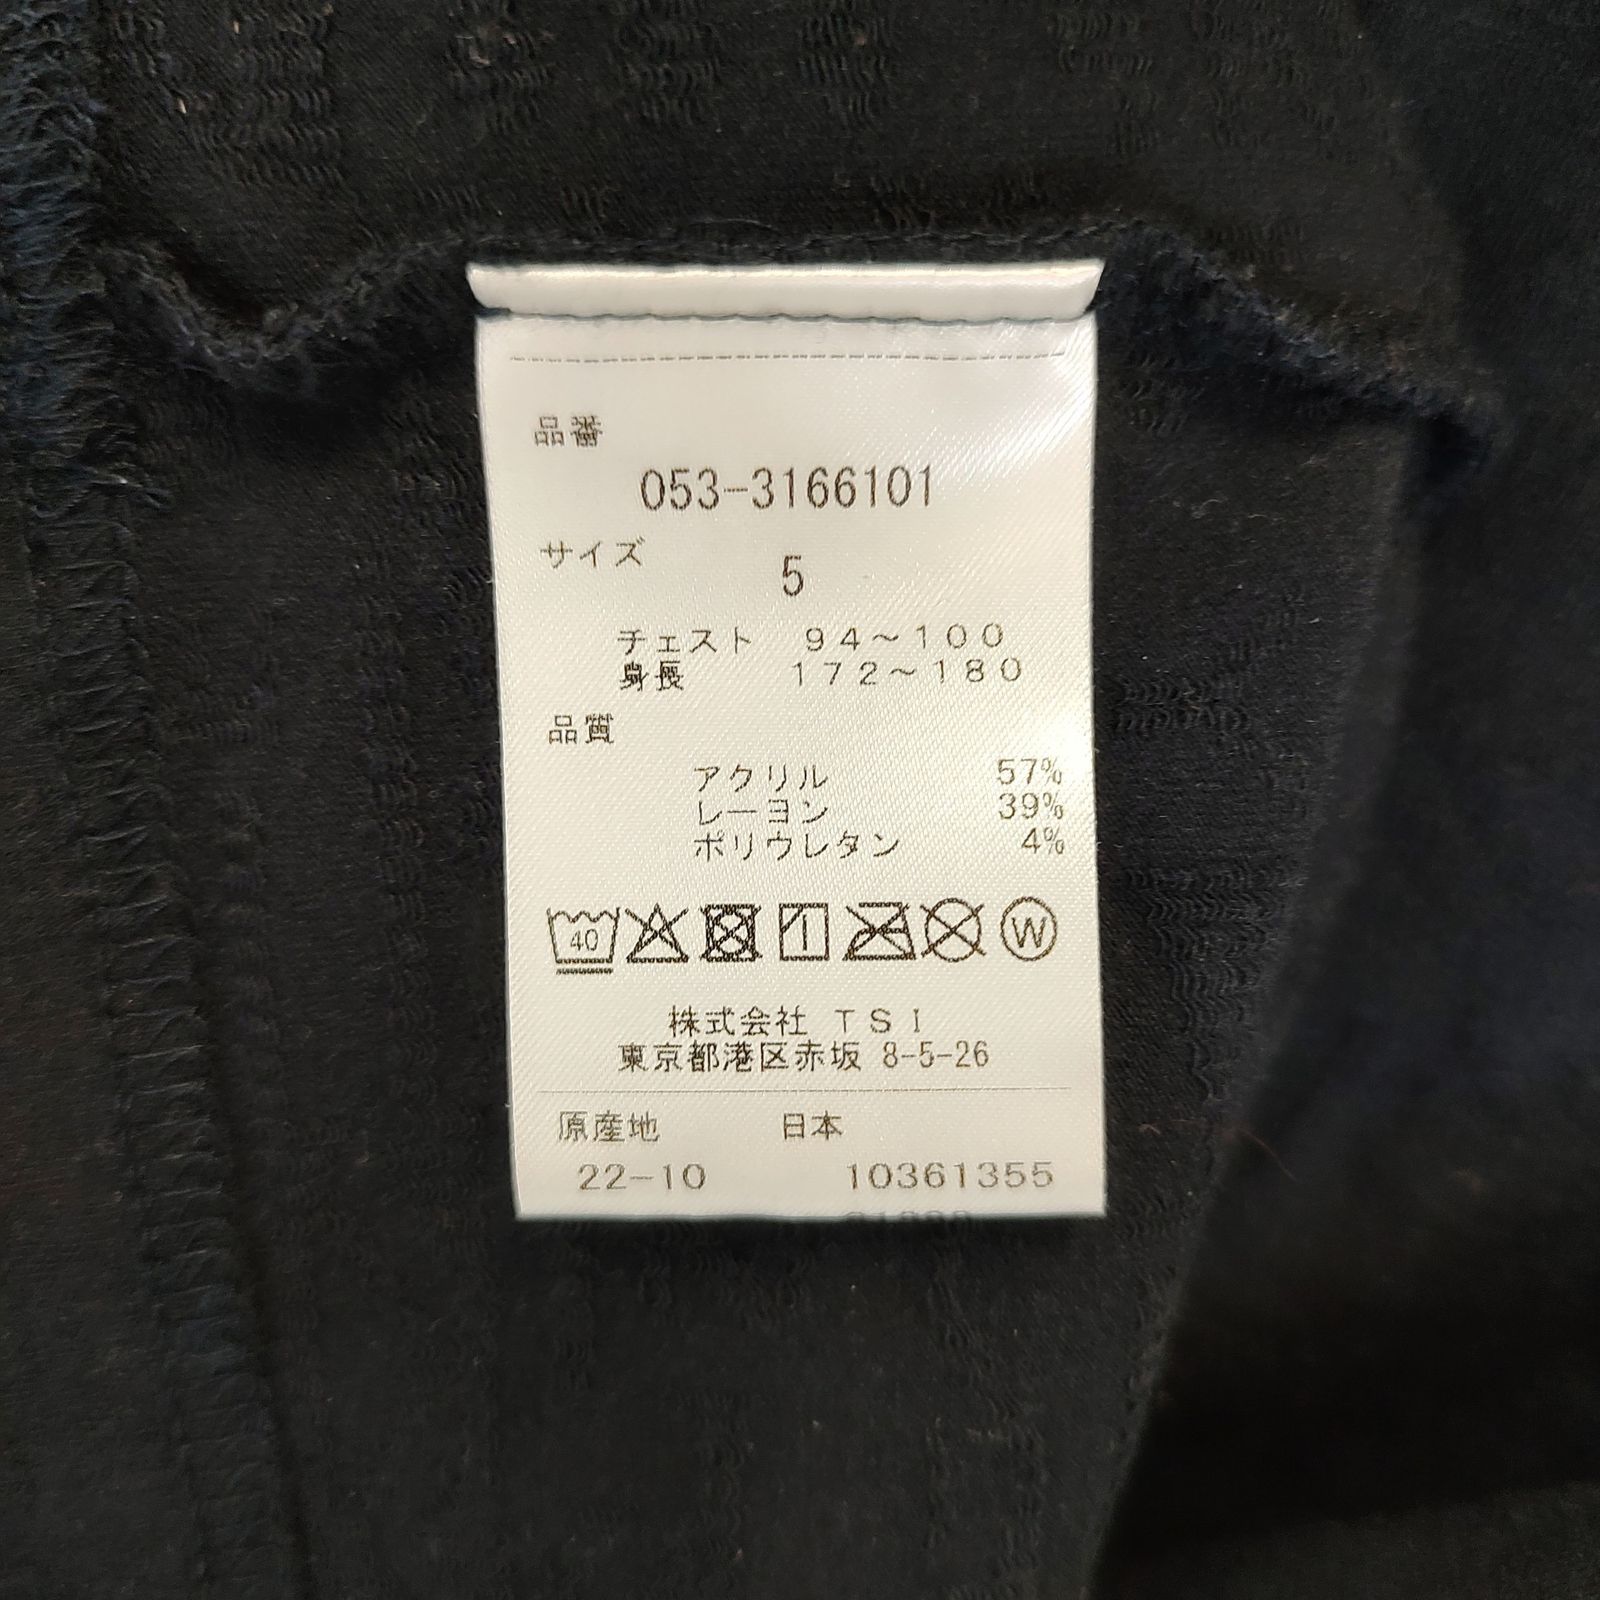 品番
053-3166101
サイズ 5
チェスト 94～100
身長 172～180
品質
アクリル 57%
レーヨン 39%
ポリウレタン 4%
40 W
株式会社 TSI
東京都港区赤坂 8-5-26
原産地 日本
22-10 10361355